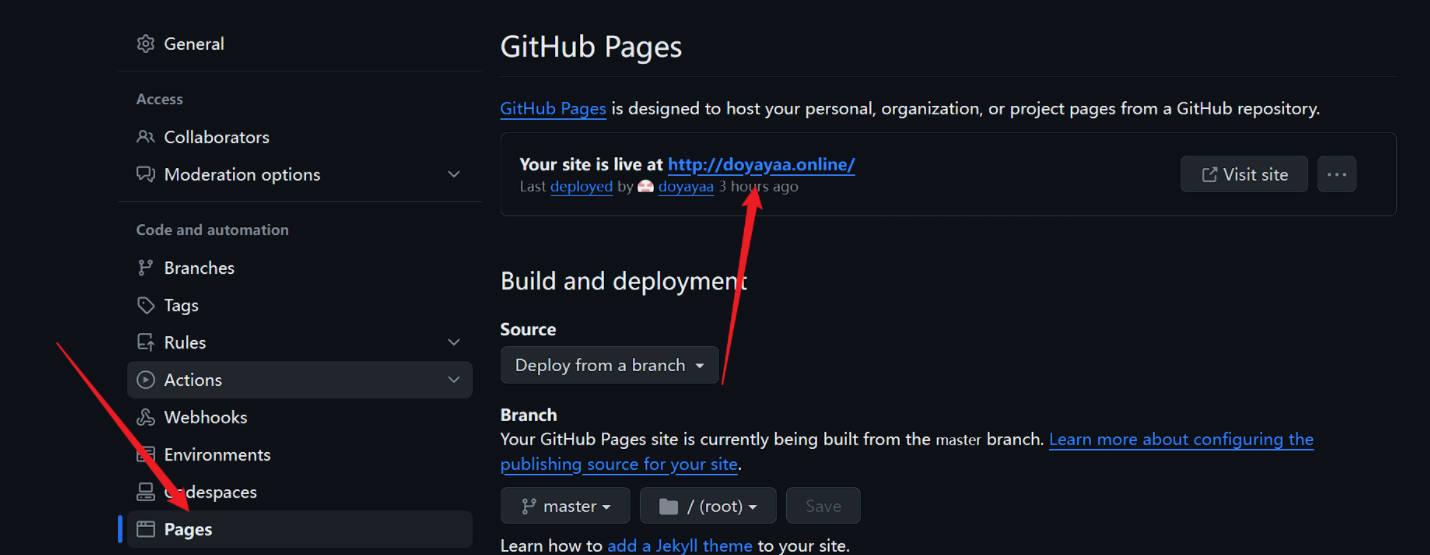 General
Access
Collaborators
Moderation options
Code and automation
Branches
Tags
Rules
Actions
Webhooks
Environments
Codespaces
Pages
GitHub Pages
GitHub Pages is designed to host your personal, organization, or project pages from a GitHub repository.
Your site is live at http://doyayaa.online/
Last deployed by doyayaa 3 hours ago
Visit site
Build and deployment
Source
Deploy from a branch
Branch
Your GitHub Pages site is currently being built from the master branch. Learn more about configuring the
publishing source for your site.
master
/ (root)
Save
Learn how to add a Jekyll theme to your site.